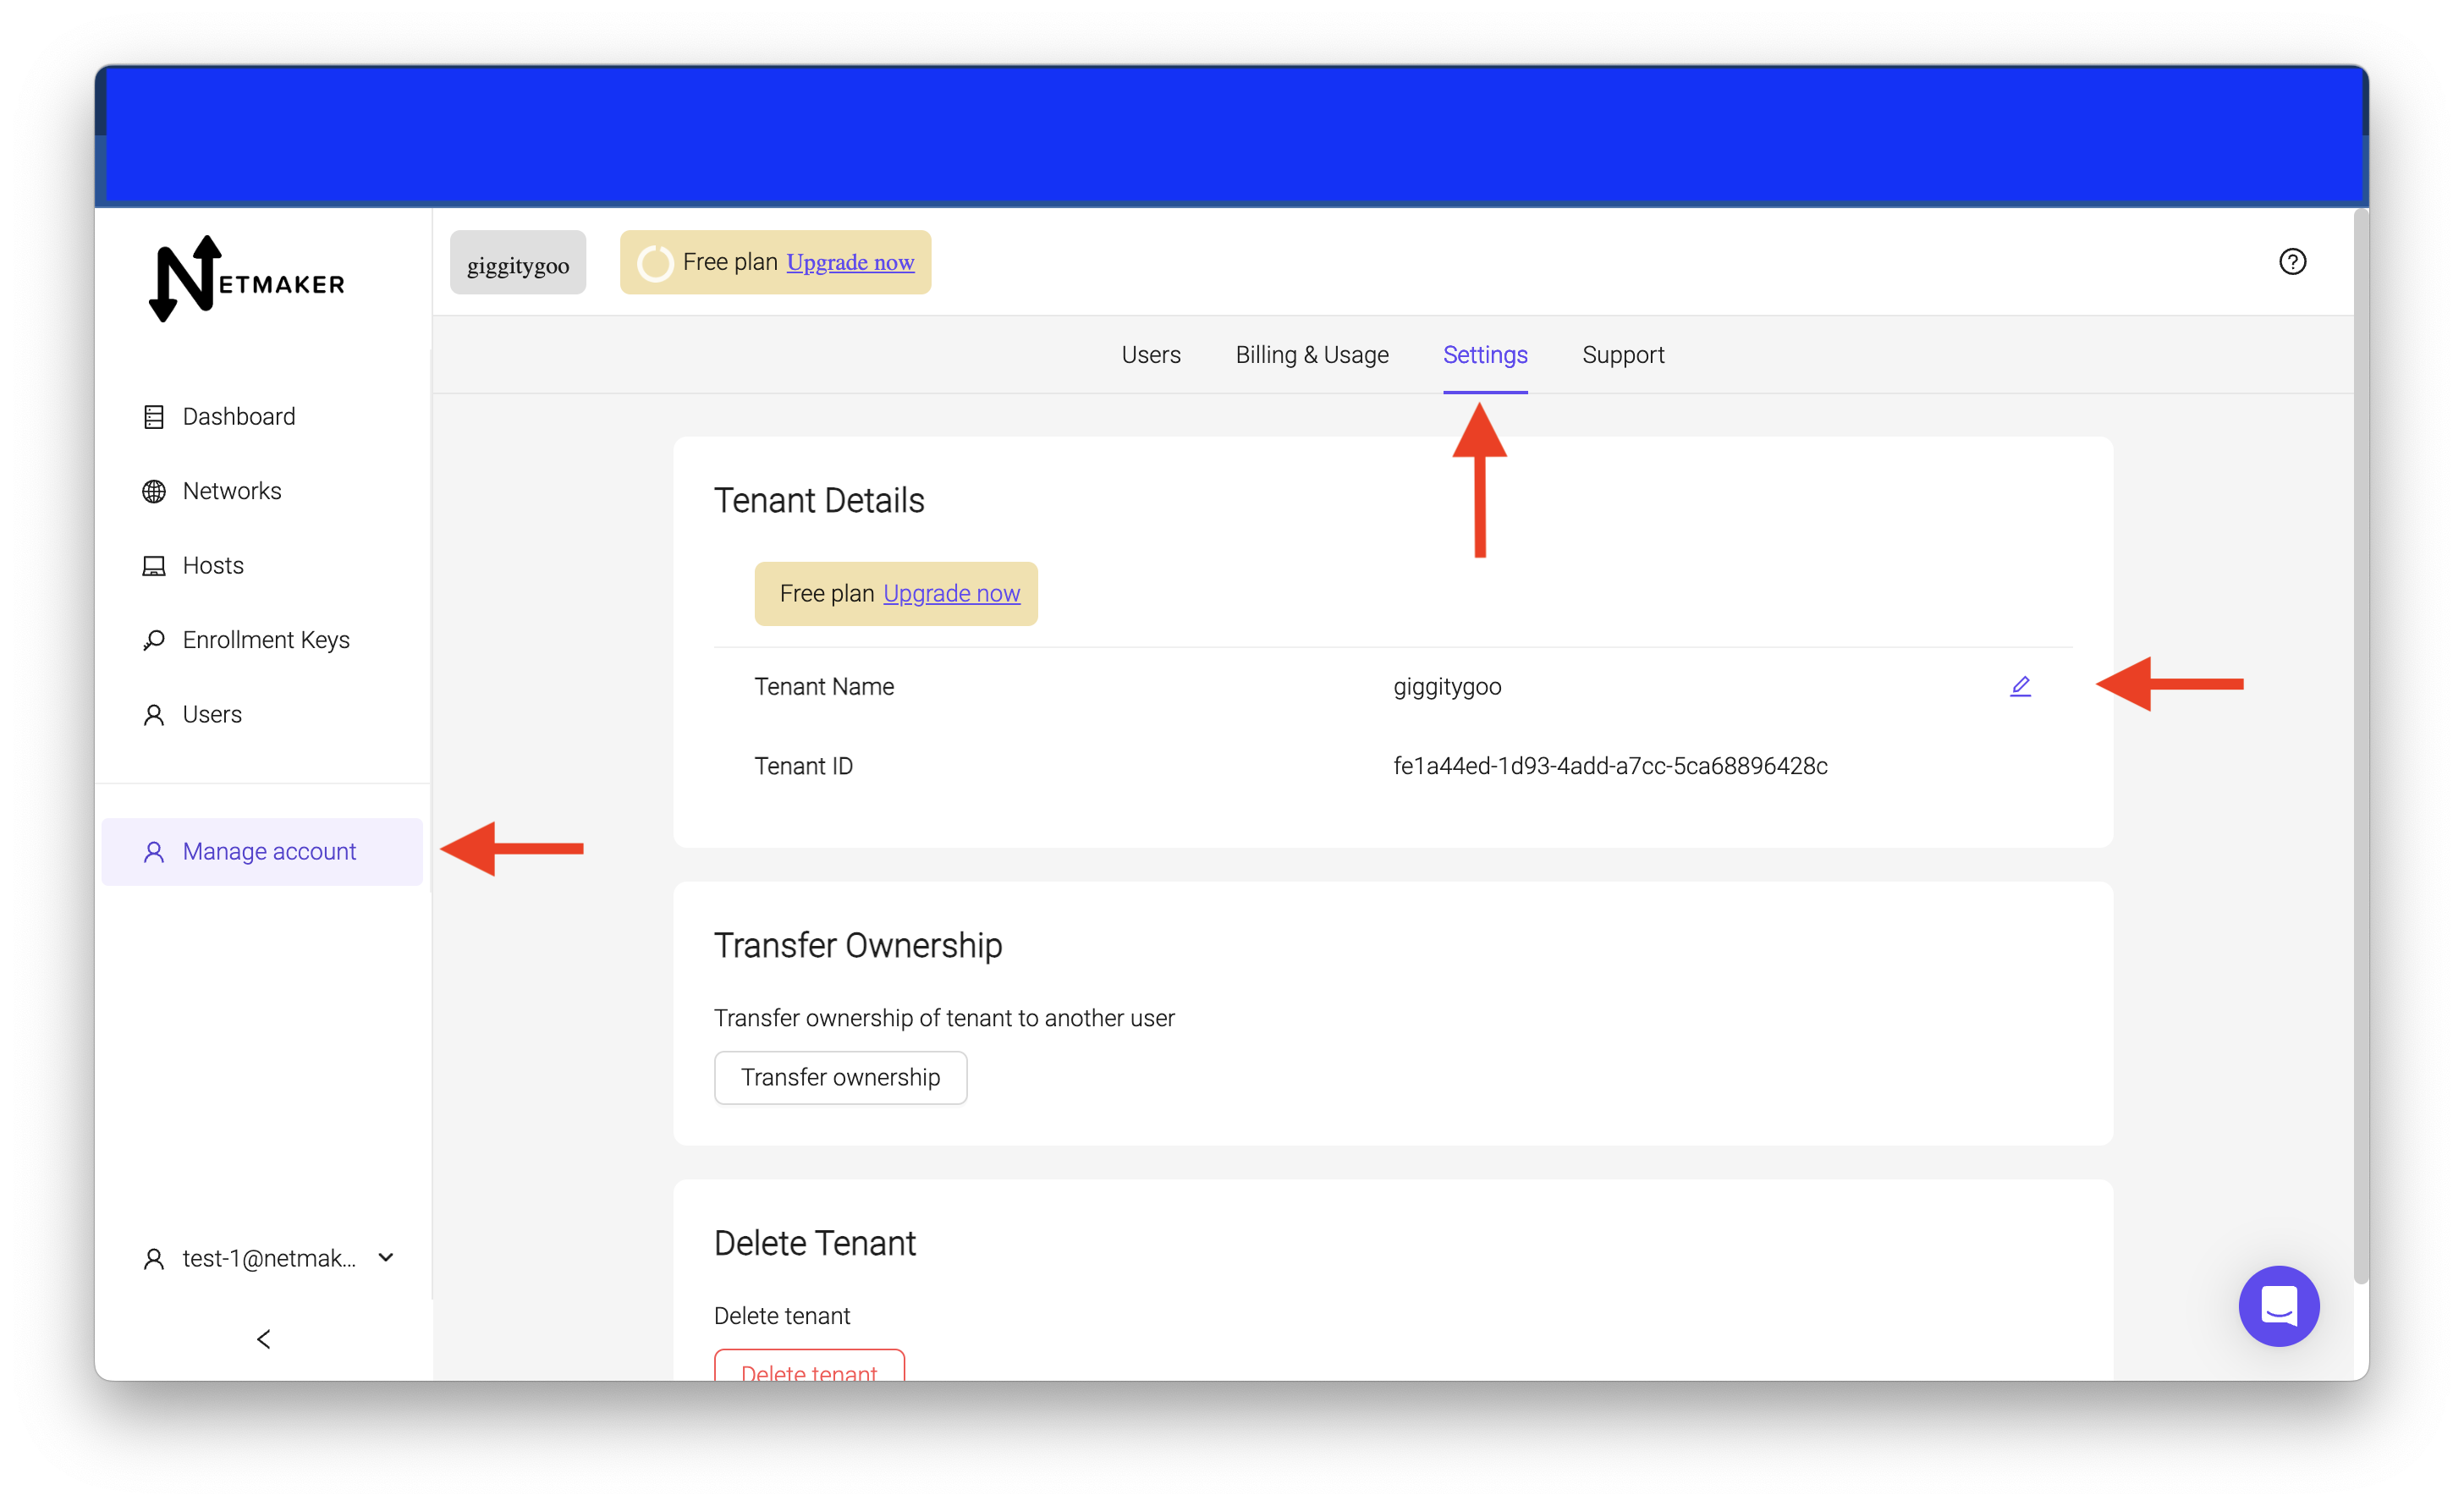 NETMAKER
giggitygoo
Free plan Upgrade now
Dashboard
Networks
Hosts
Enrollment Keys
Users
Manage account
test-1@netmak...
Users Billing & Usage Settings Support
Tenant Details
Free plan Upgrade now
Tenant Name giggitygoo
Tenant ID fe1a44ed-1d93-4add-a7cc-5ca68896428c
Transfer Ownership
Transfer ownership of tenant to another user
Transfer ownership
Delete Tenant
Delete tenant
Delete tenant